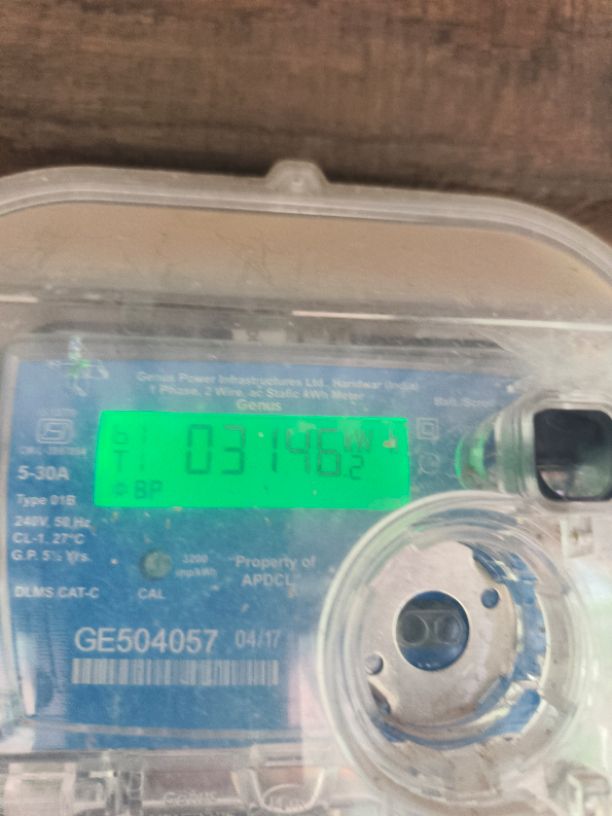 Genus Power Infrastructures Ltd., Haridwar (India)
1 Phase, 2 Wire, ac Static kWh Meter
Genus
5-30A
Type 01B
240V, 50 Hz
CL-1. 27°C
G.P. 5½ Yrs.
DLMS CAT-C
T1
BP
03146
3200
imp/kWh
CAL
Property of
APDCL
GE504057 04/17